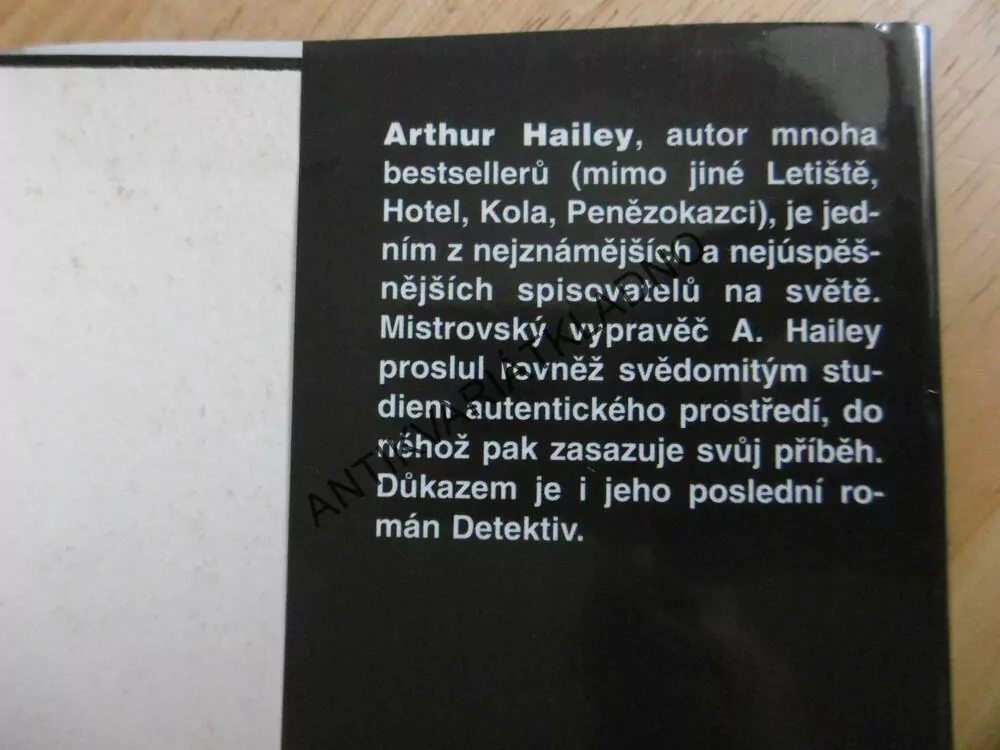 Arthur Hailey, autor mnoha
bestsellerů (mimo jiné Letiště,
Hotel, Kola, Penězokazci), je jed-
ním z nejznámějších a nejúspěš-
nějších spisovatelů na světě.
Mistrovský vypravěč A. Hailey
proslul rovněž svědomitým stu-
diem autentického prostředí, do
něhož pak zasazuje svůj příběh.
Důkazem je i jeho poslední ro-
mán Detektiv.
ANTIKVARIÁTKLADNO